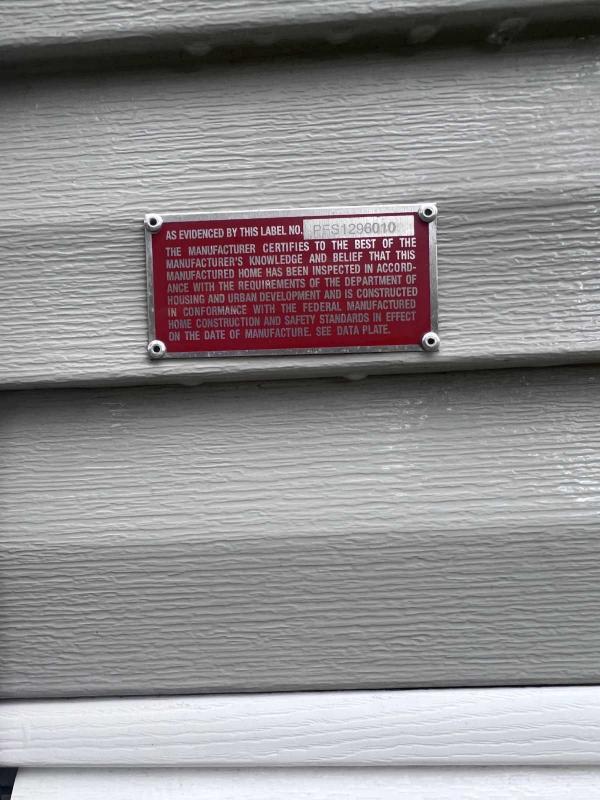 AS EVIDENCED BY THIS LABEL NO. PFS1296010
THE MANUFACTURER CERTIFIES TO THE BEST OF THE
MANUFACTURER'S KNOWLEDGE AND BELIEF THAT THIS
MANUFACTURED HOME HAS BEEN INSPECTED IN ACCORD-
ANCE WITH THE REQUIREMENTS OF THE DEPARTMENT OF
HOUSING AND URBAN DEVELOPMENT AND IS CONSTRUCTED
IN CONFORMANCE WITH THE FEDERAL MANUFACTURED
HOME CONSTRUCTION AND SAFETY STANDARDS IN EFFECT
ON THE DATE OF MANUFACTURE. SEE DATA PLATE.